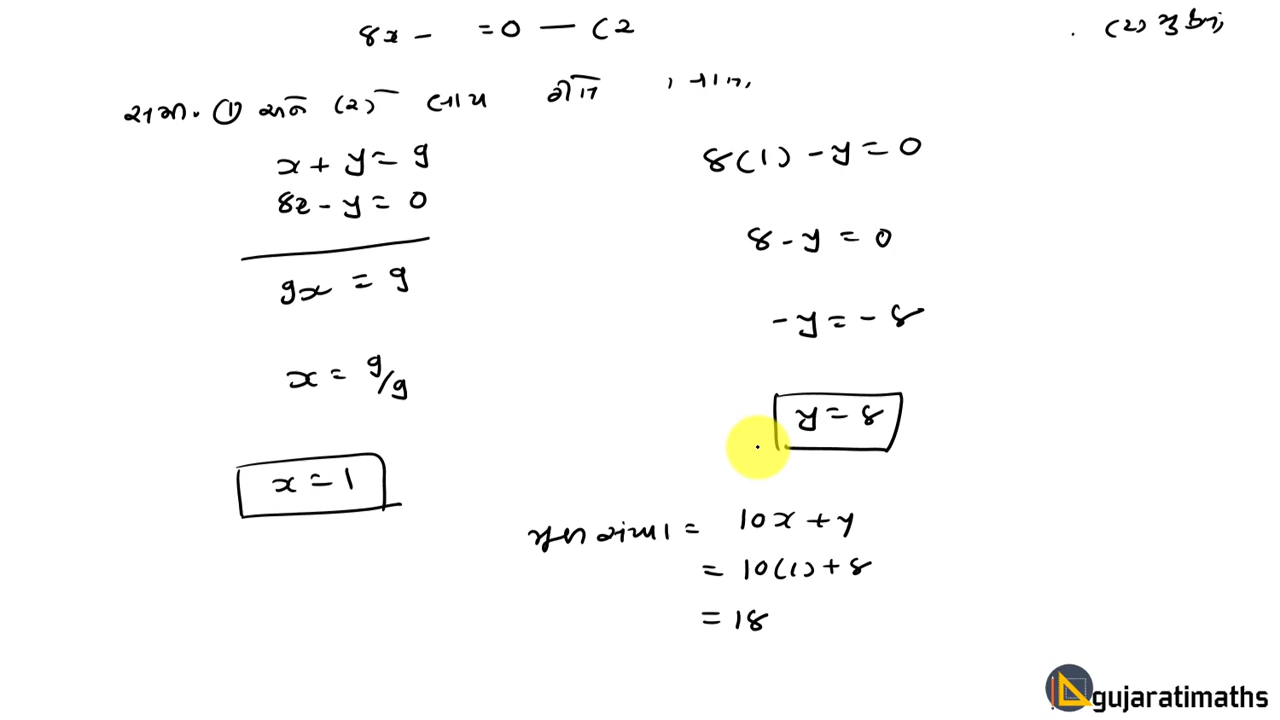 8x - =0 — (2
(2) મુ
સમી. ① અને (2)
x + y = 9
8x - y = 0
9x = 9
x = 9/9
x = 1
8(1) - y = 0
8 - y = 0
-y = - 8
y = 8
મૂળ સંખ્યા = 10x + y
= 10(1) + 8
= 18
gujaratimaths